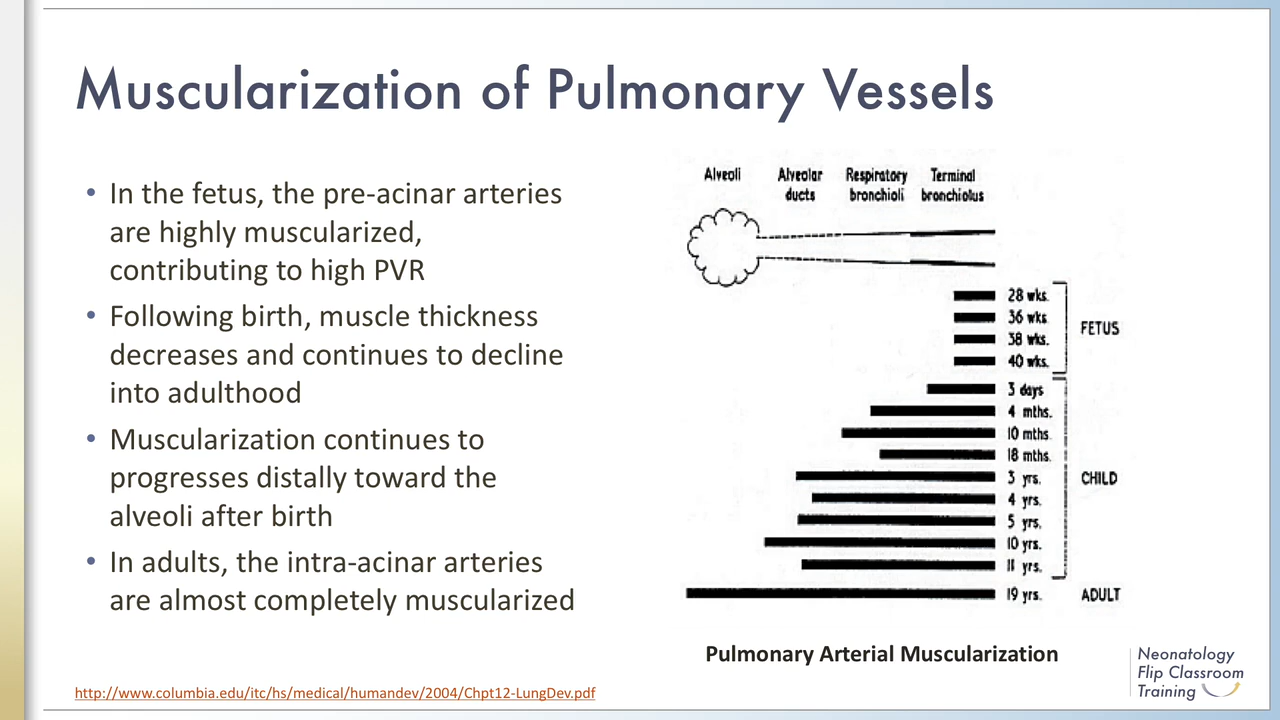 Muscularization of Pulmonary Vessels
• In the fetus, the pre-acinar arteries
are highly muscularized,
contributing to high PVR
• Following birth, muscle thickness
decreases and continues to decline
into adulthood
• Muscularization continues to
progresses distally toward the
alveoli after birth
• In adults, the intra-acinar arteries
are almost completely muscularized
http://www.columbia.edu/itc/hs/medical/humandev/2004/Chpt12-LungDev.pdf
Alveoli
Alveolar
ducts
Respiratory
bronchioli
Terminal
bronchiolus
28 wks.
36 wks
38 wks.
40 wks.
FETUS
3 days
4 mths.
10 mths.
18 mths.
3 yrs.
4 yrs.
5 yrs.
10 yrs.
11 yrs.
CHILD
19 yrs.
ADULT
Pulmonary Arterial Muscularization
Neonatology
Flip Classroom
Training